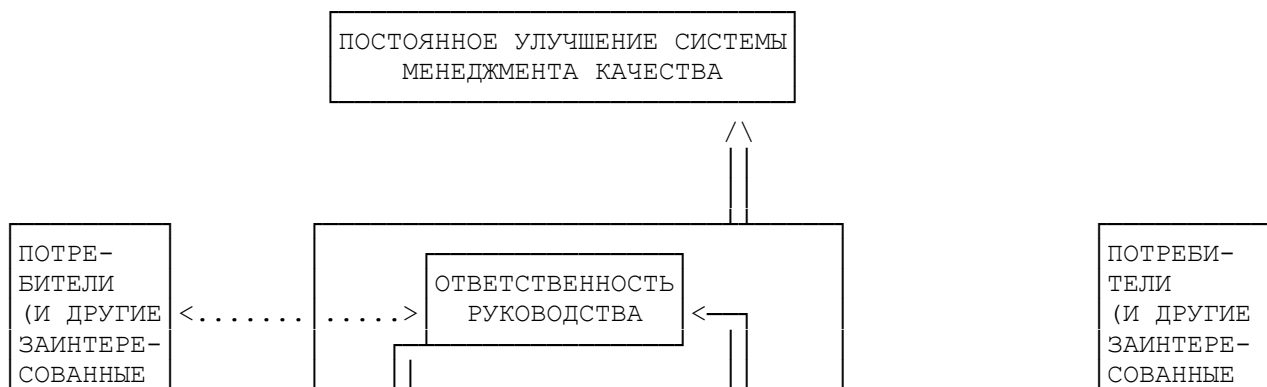 ПОСТОЯННОЕ УЛУЧШЕНИЕ СИСТЕМЫ
МЕНЕДЖМЕНТА КАЧЕСТВА
ПОТРЕ-
БИТЕЛИ
(И ДРУГИЕ
ЗАИНТЕРЕ-
СОВАННЫЕ
ОТВЕТСТВЕННОСТЬ
РУКОВОДСТВА
ПОТРЕБИ-
ТЕЛИ
(И ДРУГИЕ
ЗАИНТЕРЕ-
СОВАННЫЕ